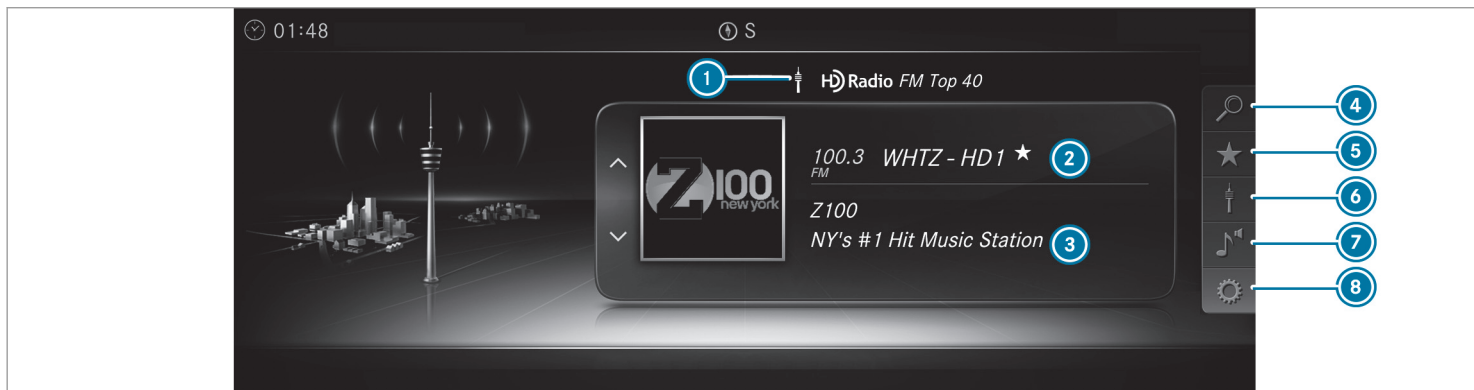 01:48
S
1
HD Radio FM Top 40
4
100.3 WHTZ - HD1 ★ 2
FM
5
Z100 new york
6
Z100
NY's #1 Hit Music Station 3
7
8